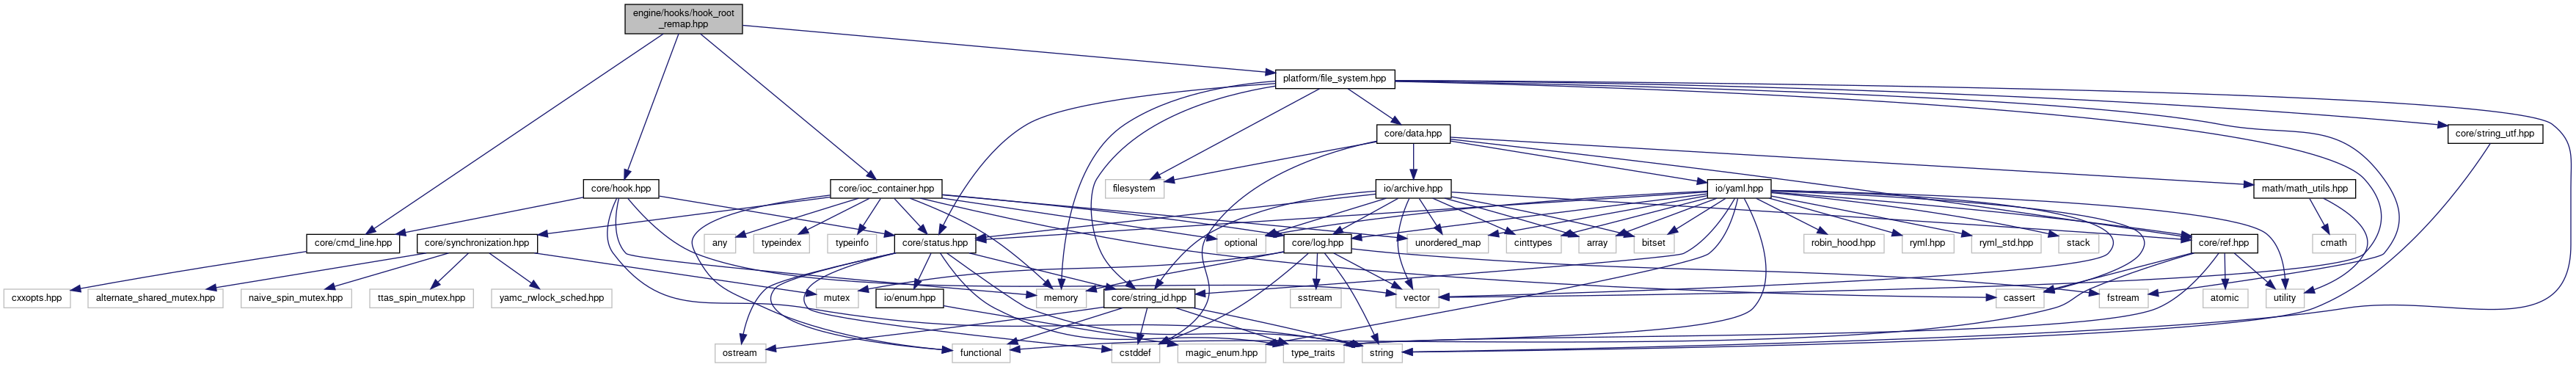 engine/hooks/hook_root
_remap.hpp
platform/file_system.hpp
core/data.hpp
core/string_utf.hpp
core/hook.hpp
core/ioc_container.hpp
filesystem
io/archive.hpp
io/yaml.hpp
math/math_utils.hpp
core/cmd_line.hpp
core/synchronization.hpp
any
typeindex
typeinfo
core/status.hpp
optional
core/log.hpp
unordered_map
cinttypes
array
bitset
robin_hood.hpp
ryml.hpp
ryml_std.hpp
stack
core/ref.hpp
cmath
cxxopts.hpp
alternate_shared_mutex.hpp
naive_spin_mutex.hpp
ttas_spin_mutex.hpp
yamc_rwlock_sched.hpp
mutex
io/enum.hpp
memory
core/string_id.hpp
sstream
vector
cassert
fstream
atomic
utility
ostream
functional
cstddef
magic_enum.hpp
type_traits
string